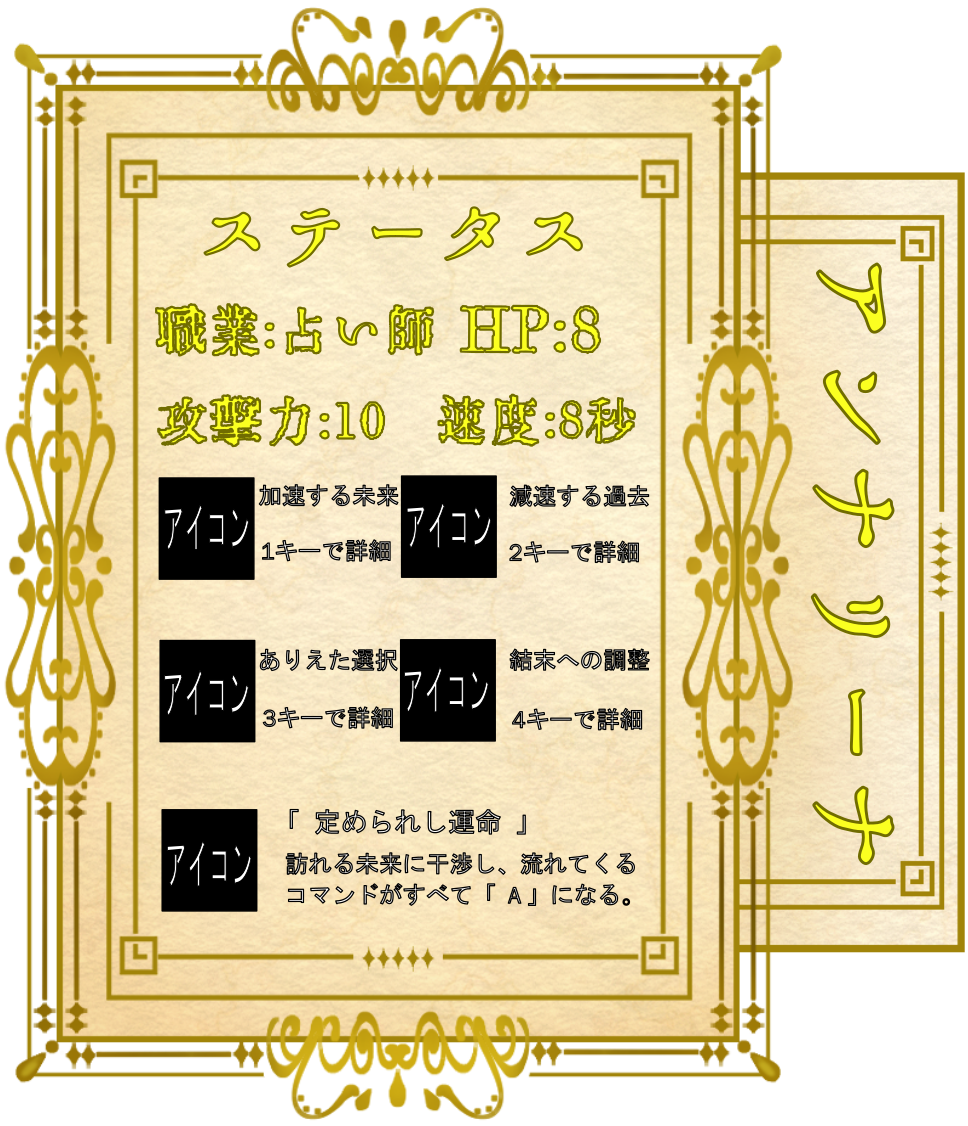 ステータス
職業:占い師 HP:8
攻撃力:10 速度:8秒
アイコン 加速する未来 アイコン 減速する過去
1キーで詳細 2キーで詳細
アイコン ありえた選択 アイコン 結末への調整
3キーで詳細 4キーで詳細
アイコン 「 定められし運命 」
訪れる未来に干渉し、流れてくる
コマンドがすべて「 A 」になる。
アンナリーナ